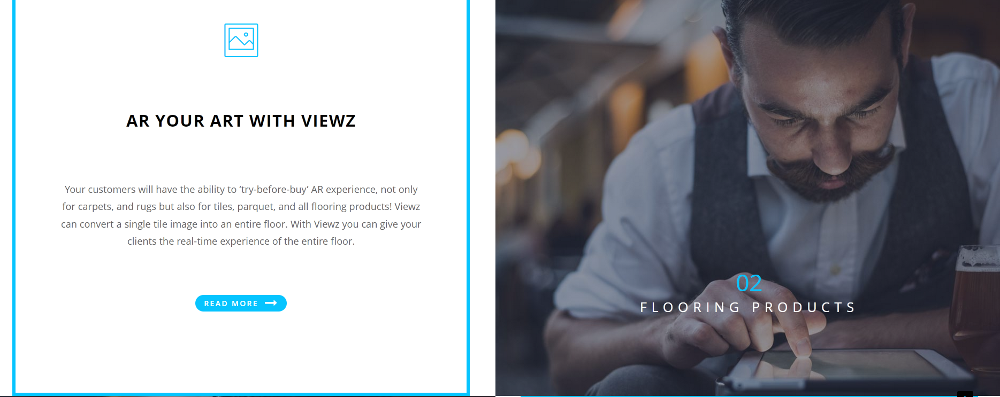 AR YOUR ART WITH VIEWZ
Your customers will have the ability to ‘try-before-buy’ AR experience, not only
for carpets, and rugs but also for tiles, parquet, and all flooring products! Viewz
can convert a single tile image into an entire floor. With Viewz you can give your
clients the real-time experience of the entire floor.
READ MORE
02
FLOORING PRODUCTS